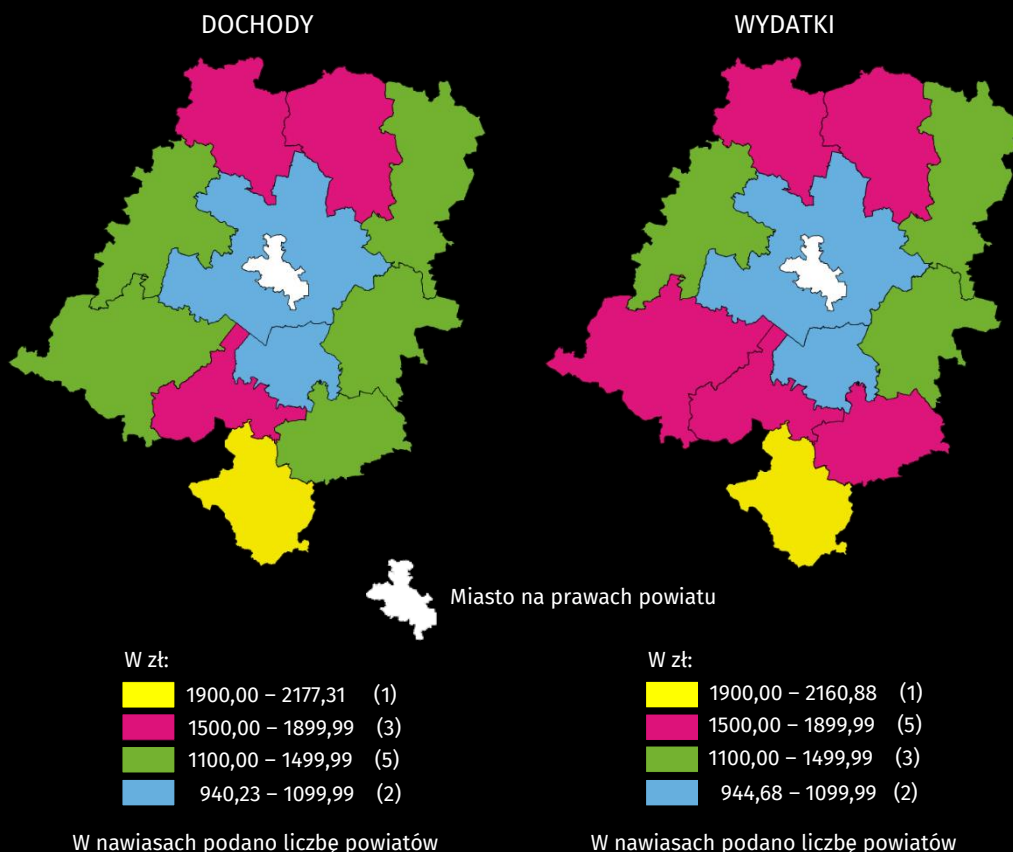 DOCHODY
WYDATKI
Miasto na prawach powiatu
W zł:
1900,00 – 2177,31 (1)
1500,00 – 1899,99 (3)
1100,00 – 1499,99 (5)
940,23 – 1099,99 (2)
W nawiasach podano liczbę powiatów
W zł:
1900,00 – 2160,88 (1)
1500,00 – 1899,99 (5)
1100,00 – 1499,99 (3)
944,68 – 1099,99 (2)
W nawiasach podano liczbę powiatów